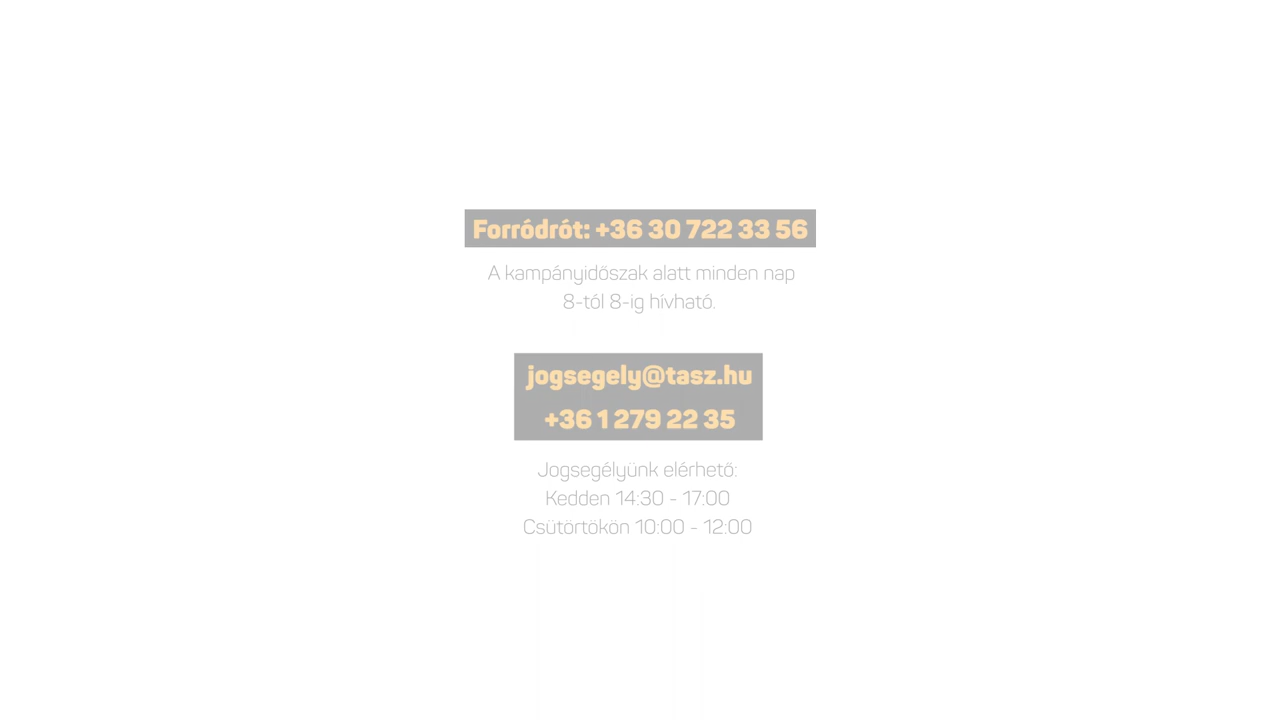 Forródrót: +36 30 722 33 56
A kampányidőszak alatt minden nap
8-tól 8-ig hívható.
jogsegely@tasz.hu
+36 1 279 22 35
Jogsegélyünk elérhető:
Kedden 14:30 - 17:00
Csütörtökön 10:00 - 12:00